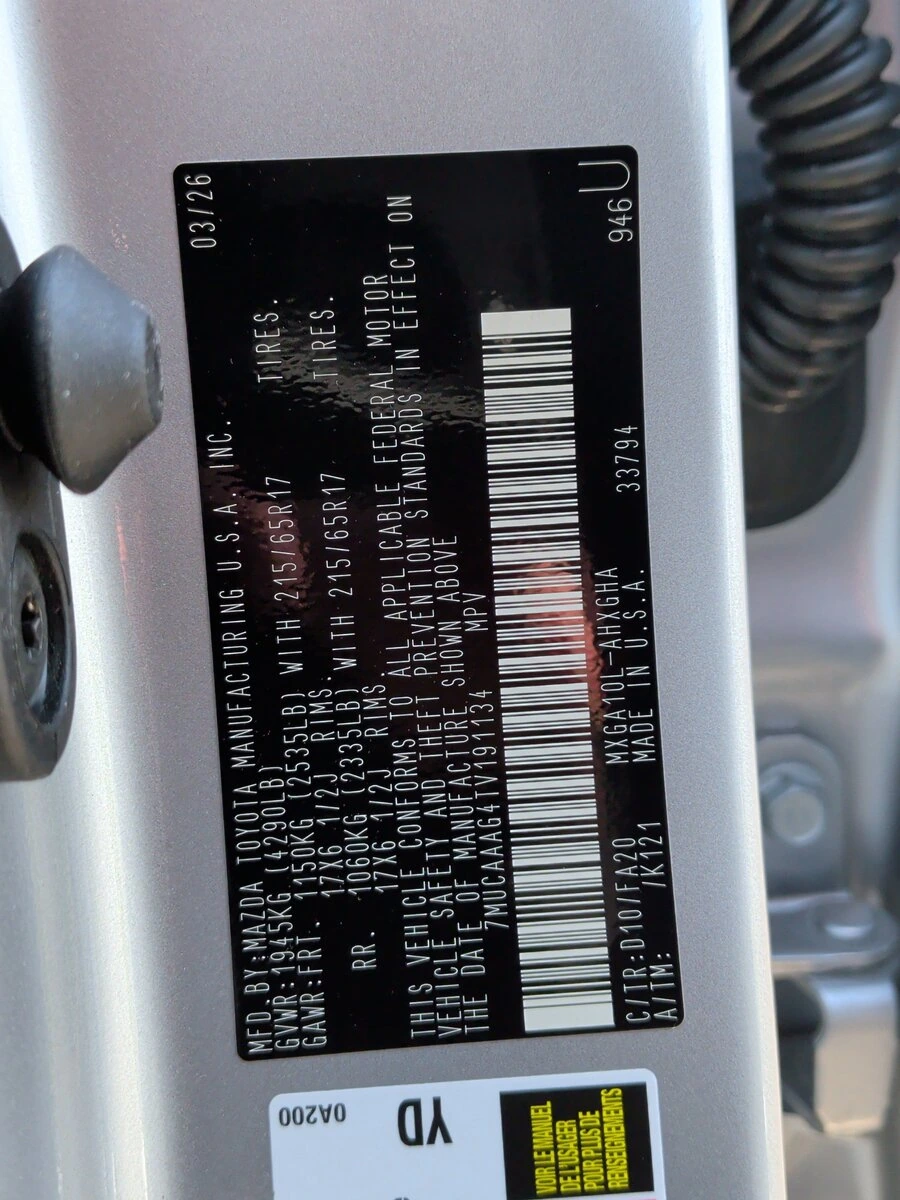 MFD.BY:MAZDA TOYOTA MANUFACTURING U.S.A. INC. 03/26
GVWR:1945KG (4290LB)
GAWR:FRT. 1150KG (2535LB) WITH 215/65R17 TIRES.
17X6 1/2J RIMS.
RR. 1060KG (2335LB) WITH 215/65R17 TIRES.
17X6 1/2J RIMS.
THIS VEHICLE CONFORMS TO ALL APPLICABLE FEDERAL MOTOR
VEHICLE SAFETY AND THEFT PREVENTION STANDARDS IN EFFECT ON
THE DATE OF MANUFACTURE SHOWN ABOVE
7MUCAAAG4TV191134 MPV
C/TR:D10/FA20 MXGA10L-AHXGHA 33794 946U
A/TM: /K121 MADE IN U.S.A.
0A200
YD
VOIR LE MANUEL
DE L'USAGER
POUR PLUS DE
RENSEIGNEMENTS